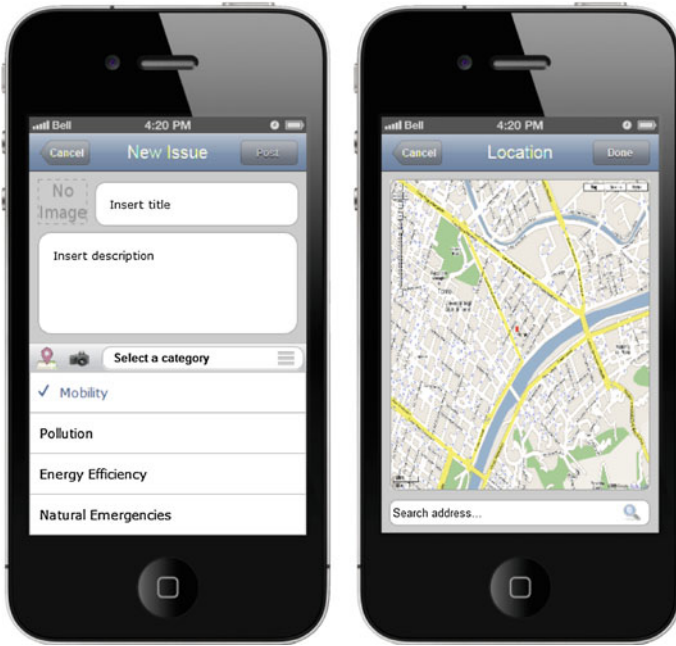 Bell 4:20 PM
Cancel New Issue Post
No
Image
Insert title
Insert description
Select a category
✓ Mobility
Pollution
Energy Efficiency
Natural Emergencies
Bell 4:20 PM
Cancel Location Done
Search address...